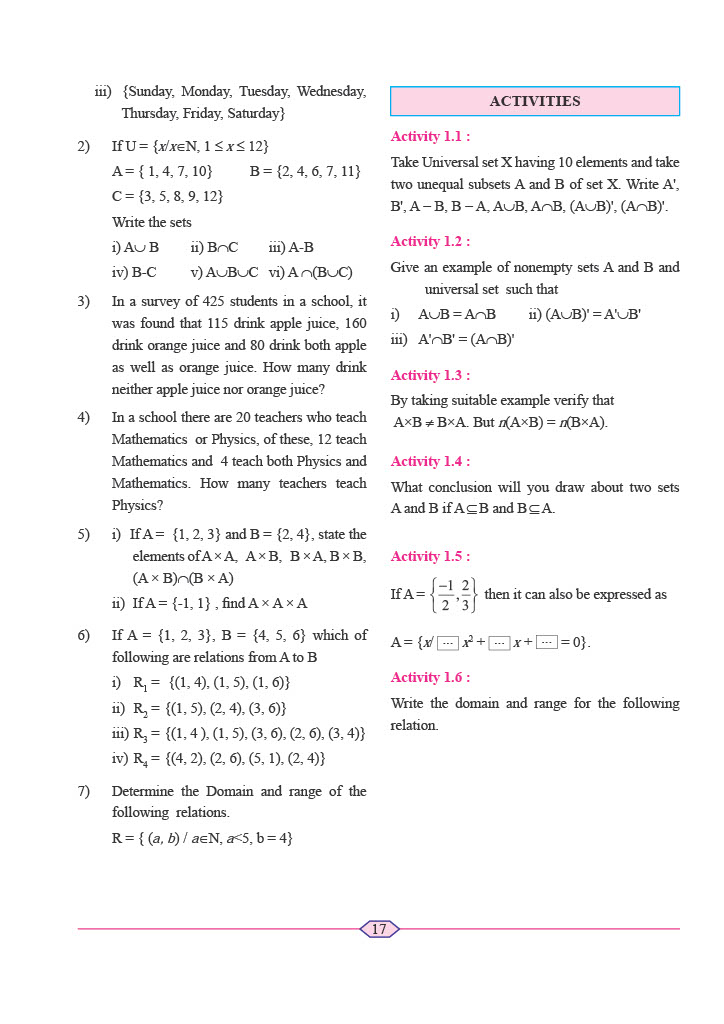 iii) {Sunday, Monday, Tuesday, Wednesday,
Thursday, Friday, Saturday}
2) If U = {x/x∈N, 1 ≤ x ≤ 12}
A = { 1, 4, 7, 10} B = {2, 4, 6, 7, 11}
C = {3, 5, 8, 9, 12}
Write the sets
i) A∪ B ii) B∩C iii) A-B
iv) B-C v) A∪B∪C vi) A ∩(B∪C)
3) In a survey of 425 students in a school, it
was found that 115 drink apple juice, 160
drink orange juice and 80 drink both apple
as well as orange juice. How many drink
neither apple juice nor orange juice?
4) In a school there are 20 teachers who teach
Mathematics or Physics, of these, 12 teach
Mathematics and 4 teach both Physics and
Mathematics. How many teachers teach
Physics?
5) i) If A = {1, 2, 3} and B = {2, 4}, state the
elements of A × A, A × B, B × A, B × B,
(A × B)∩(B × A)
ii) If A = {-1, 1} , find A × A × A
6) If A = {1, 2, 3}, B = {4, 5, 6} which of
following are relations from A to B
i) R₁ = {(1, 4), (1, 5), (1, 6)}
ii) R₂ = {(1, 5), (2, 4), (3, 6)}
iii) R₃ = {(1, 4 ), (1, 5), (3, 6), (2, 6), (3, 4)}
iv) R₄ = {(4, 2), (2, 6), (5, 1), (2, 4)}
7) Determine the Domain and range of the
following relations.
R = { (a, b) / a∈N, a<5, b = 4}
ACTIVITIES
Activity 1.1 :
Take Universal set X having 10 elements and take
two unequal subsets A and B of set X. Write A',
B', A − B, B − A, A∪B, A∩B, (A∪B)', (A∩B)'.
Activity 1.2 :
Give an example of nonempty sets A and B and
universal set such that
i) A∪B = A∩B ii) (A∪B)' = A'∪B'
iii) A'∩B' = (A∩B)'
Activity 1.3 :
By taking suitable example verify that
A×B ≠ B×A. But n(A×B) = n(B×A).
Activity 1.4 :
What conclusion will you draw about two sets
A and B if A⊆B and B⊆A.
Activity 1.5 :
If A = {−1/2, 2/3} then it can also be expressed as
A = {x/ ... x² + ... x + ... = 0}.
Activity 1.6 :
Write the domain and range for the following
relation.
17